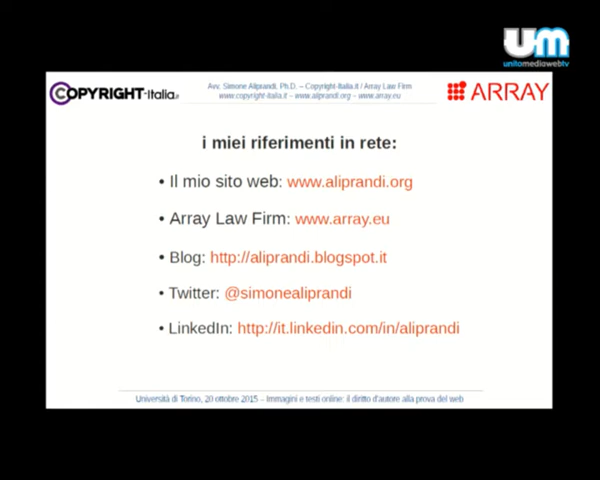 um
unitomediawebtv
COPYRIGHT-Italia.it
Avv. Simone Aliprandi, Ph.D. – Copyright-Italia.it / Array Law Firm
www.copyright-italia.it – www.aliprandi.org – www.array.eu
ARRAY
i miei riferimenti in rete:
• Il mio sito web: www.aliprandi.org
• Array Law Firm: www.array.eu
• Blog: http://aliprandi.blogspot.it
• Twitter: @simonealiprandi
• LinkedIn: http://it.linkedin.com/in/aliprandi
Università di Torino, 20 ottobre 2015 – Immagini e testi online: il diritto d'autore alla prova del web